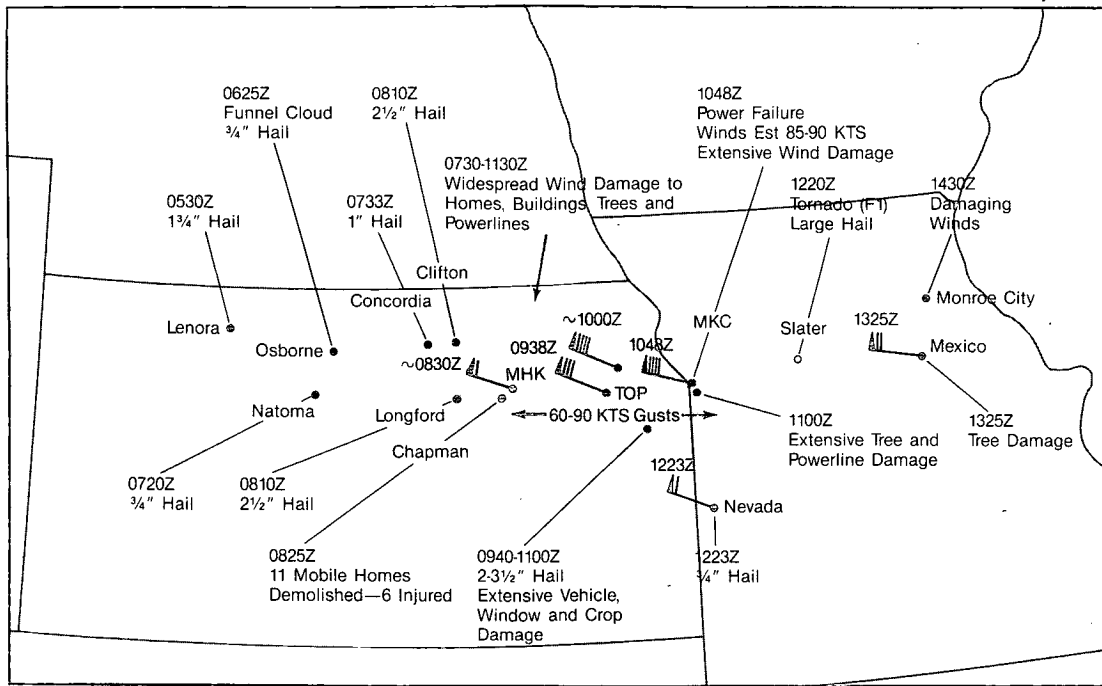 0625Z
Funnel Cloud
¾" Hail
0810Z
2½" Hail
1048Z
Power Failure
Winds Est 85-90 KTS
Extensive Wind Damage
0730-1130Z
Widespread Wind Damage to
Homes, Buildings, Trees and
Powerlines
1220Z
Tornado (F1)
Large Hail
1430Z
Damaging
Winds
0530Z
1¾" Hail
0733Z
1" Hail
Clifton
Concordia
Lenora
Osborne
~0830Z
MHK
0938Z
~1000Z
1048Z
MKC
Slater
1325Z
Monroe City
Mexico
Natoma
Longford
Chapman
TOP
60-90 KTS Gusts
1100Z
Extensive Tree and
Powerline Damage
1325Z
Tree Damage
0720Z
¾" Hail
0810Z
2½" Hail
1223Z
Nevada
0825Z
11 Mobile Homes
Demolished—6 Injured
0940-1100Z
2-3½" Hail
Extensive Vehicle,
Window and Crop
Damage
1223Z
¾" Hail